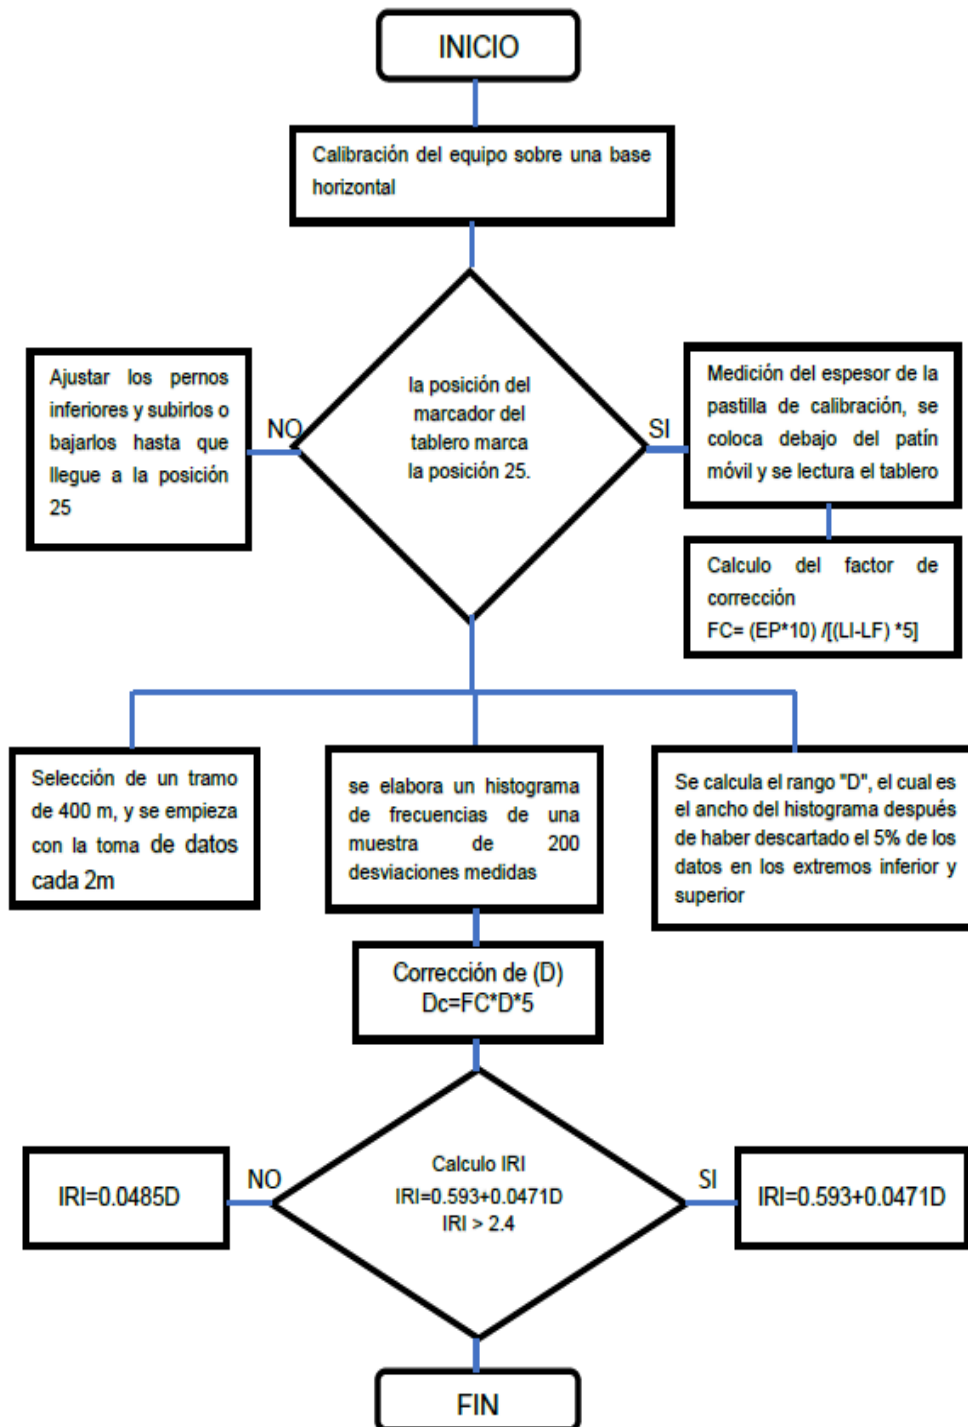 INICIO
Calibración del equipo sobre una base
horizontal
la posición del
marcador del
tablero marca
la posición 25.
NO
Ajustar los pernos
inferiores y subirlos o
bajarlos hasta que
llegue a la posición
25
SI
Medición del espesor de la
pastilla de calibración, se
coloca debajo del patín
móvil y se lectura el tablero
Calculo del factor de
corrección
FC= (EP*10) /[(LI-LF) *5]
Selección de un tramo
de 400 m, y se empieza
con la toma de datos
cada 2m
se elabora un histograma
de frecuencias de una
muestra de 200
desviaciones medidas
Se calcula el rango "D", el cual es
el ancho del histograma después
de haber descartado el 5% de los
datos en los extremos inferior y
superior
Corrección de (D)
Dc=FC*D*5
Calculo IRI
IRI=0.593+0.0471D
IRI > 2.4
NO
IRI=0.0485D
SI
IRI=0.593+0.0471D
FIN